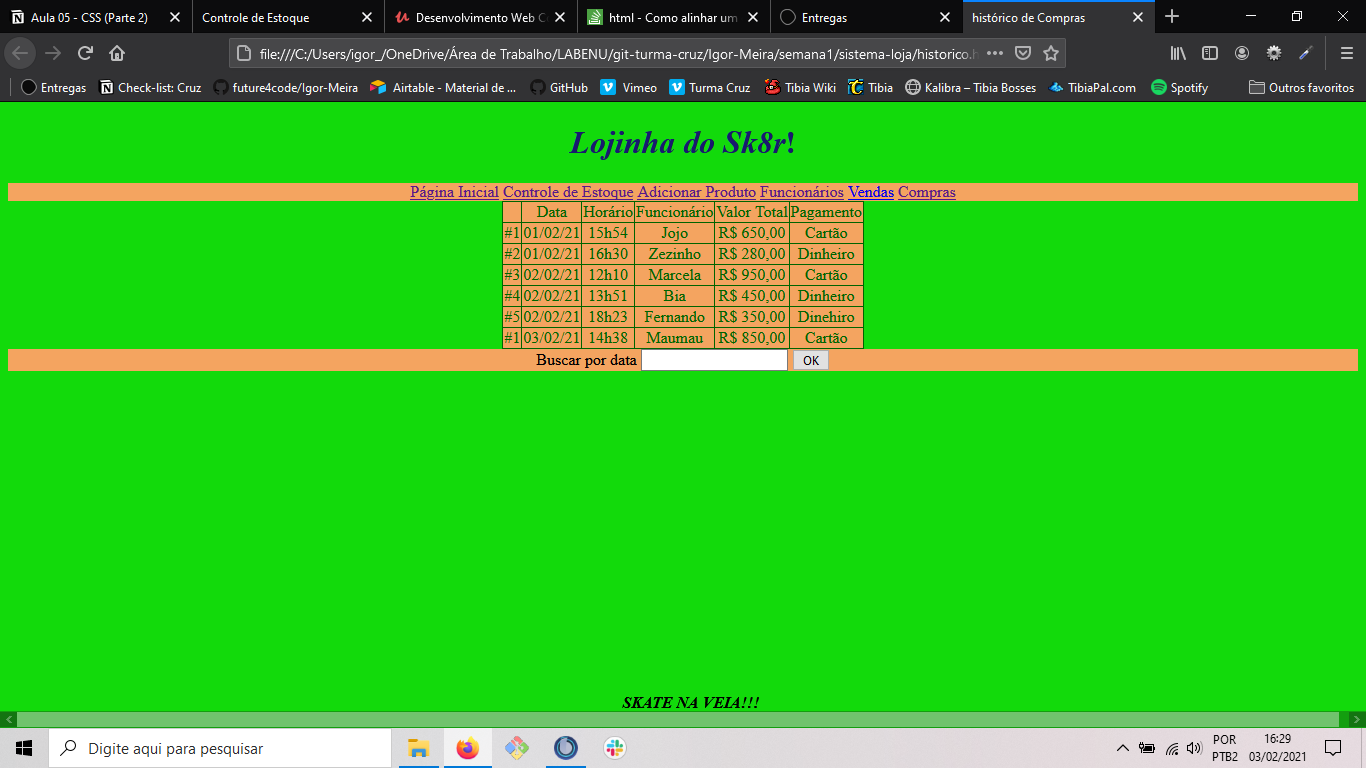 Aula 05 - CSS (Parte 2)
Controle de Estoque
Desenvolvimento Web C
html - Como alinhar um
Entregas
histórico de Compras
file:///C:/Users/igor_/OneDrive/Área de Trabalho/LABENU/git-turma-cruz/Igor-Meira/semana1/sistema-loja/historico.h
Entregas
Check-list: Cruz
future4code/Igor-Meira
Airtable - Material de ...
GitHub
Vimeo
Turma Cruz
Tibia Wiki
Tibia
Kalibra – Tibia Bosses
TibiaPal.com
Spotify
Outros favoritos
Lojinha do Sk8r!
Página Inicial Controle de Estoque Adicionar Produto Funcionários Vendas Compras
Data Horário Funcionário Valor Total Pagamento
#1 01/02/21 15h54 Jojo R$ 650,00 Cartão
#2 01/02/21 16h30 Zezinho R$ 280,00 Dinheiro
#3 02/02/21 12h10 Marcela R$ 950,00 Cartão
#4 02/02/21 13h51 Bia R$ 450,00 Dinheiro
#5 02/02/21 18h23 Fernando R$ 350,00 Dinehiro
#1 03/02/21 14h38 Maumau R$ 850,00 Cartão
Buscar por data OK
SKATE NA VEIA!!!
Digite aqui para pesquisar
POR
PTB2
16:29
03/02/2021